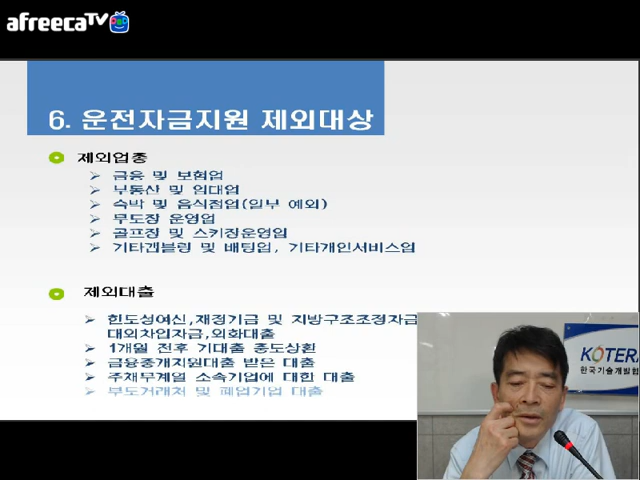 afreecaTV
6. 운전자금지원 제외대상
제외업종
금융 및 보험업
부동산 및 임대업
숙박 및 음식점업(일부 예외)
무도장 운영업
골프장 및 스키장운영업
기타갬블링 및 배팅업, 기타개인서비스업
제외대출
한도성여신,재정기금 및 지방구조조정자금
대외차입자금,외화대출
1개월 전후 기대출 중도상환
금융중개지원대출 받은 대출
주채무계열 소속기업에 대한 대출
부도거래처 및 폐업기업 대출
KOTERA
한국기술개발협